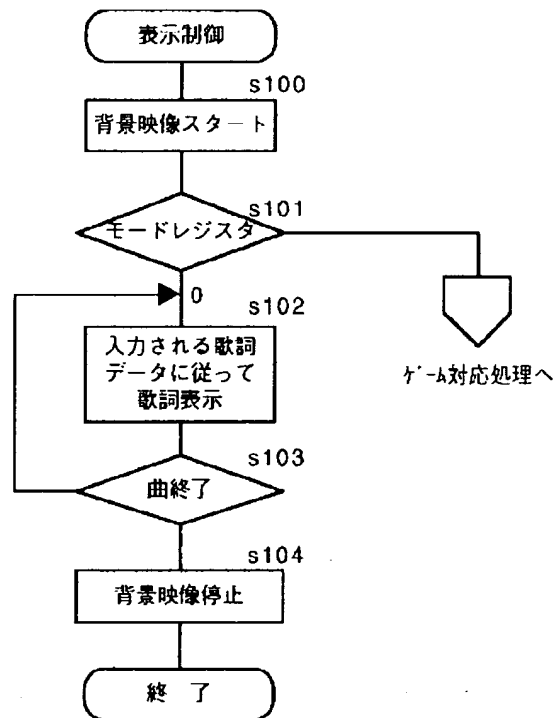 表示制御
s100
背景映像スタート
s101
モードレジスタ
0
s102
入力される歌詞
データに従って
歌詞表示
ｹﾞｰﾑ対応処理へ
s103
曲終了
s104
背景映像停止
終 了